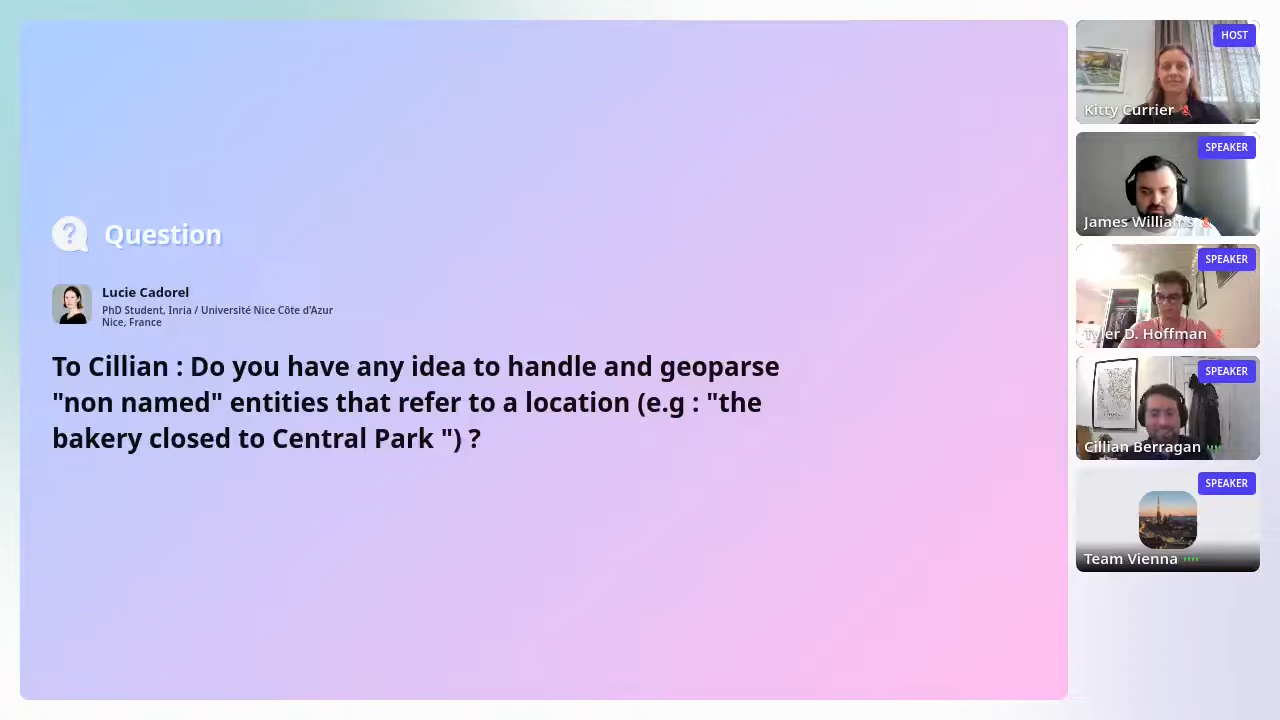 Question
Lucie Cadorel
PhD Student, Inria / Université Nice Côte d'Azur
Nice, France
To Cillian : Do you have any idea to handle and geoparse
"non named" entities that refer to a location (e.g : "the
bakery closed to Central Park ") ?
HOST
Kitty Currier
SPEAKER
James Williams
SPEAKER
Tyler D. Hoffman
SPEAKER
Cillian Berragan
SPEAKER
Team Vienna